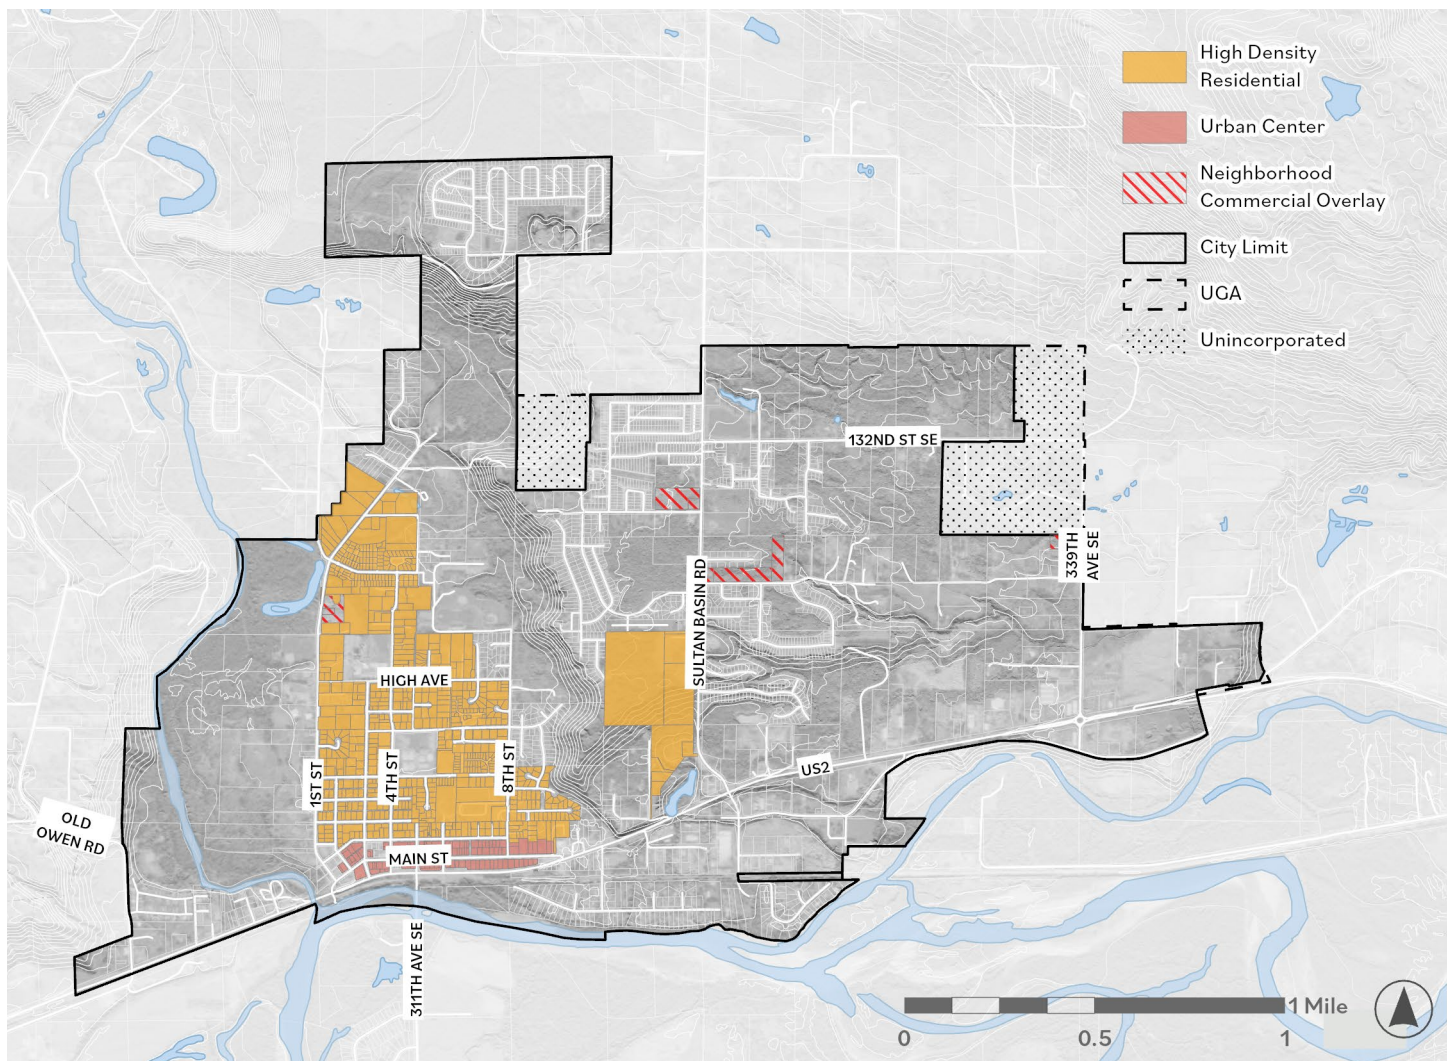 High Density
Residential
Urban Center
Neighborhood
Commercial Overlay
City Limit
UGA
Unincorporated
132ND ST SE
339TH
AVE SE
SULTAN BASIN RD
HIGH AVE
1ST ST
4TH ST
8TH ST
US2
OLD
OWEN RD
MAIN ST
311TH AVE SE
1 Mile
0
0.5
1